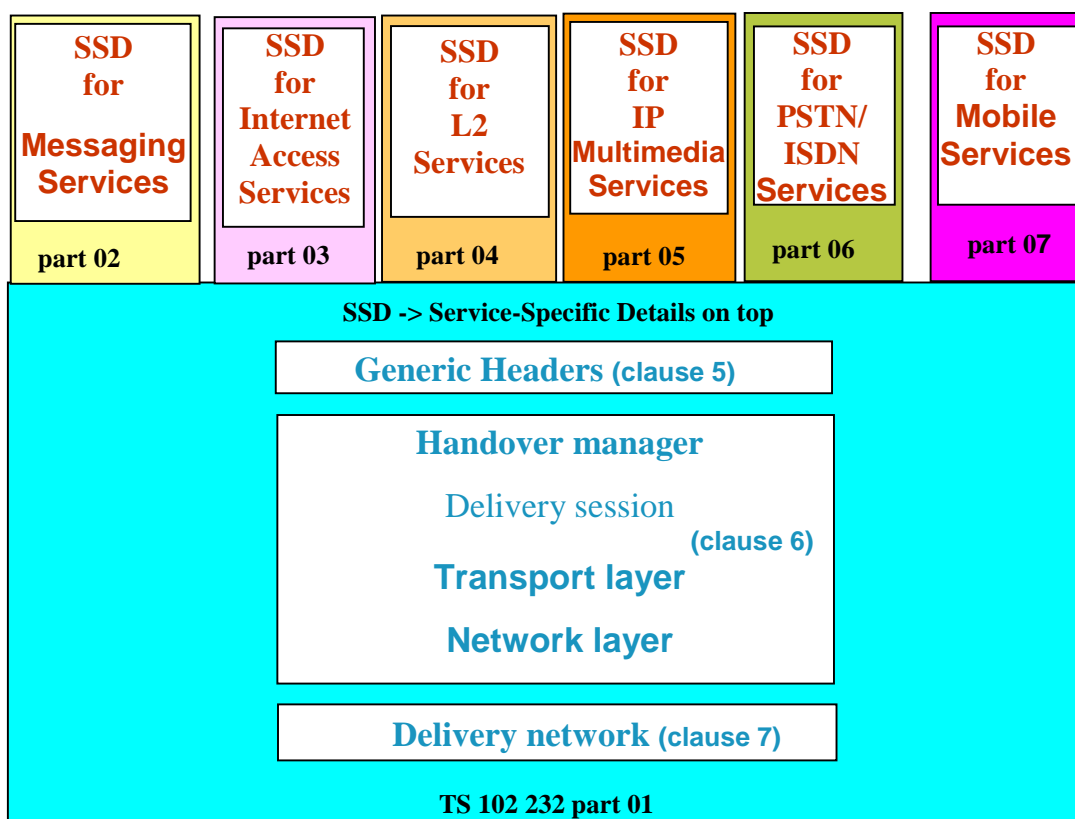 SSD
for
Messaging
Services
part 02
SSD
for
Internet
Access
Services
part 03
SSD
for
L2
Services
part 04
SSD
for
IP
Multimedia
Services
part 05
SSD
for
PSTN/
ISDN
Services
part 06
SSD
for
Mobile
Services
part 07
SSD -> Service-Specific Details on top
Generic Headers (clause 5)
Handover manager
Delivery session
(clause 6)
Transport layer
Network layer
Delivery network (clause 7)
TS 102 232 part 01